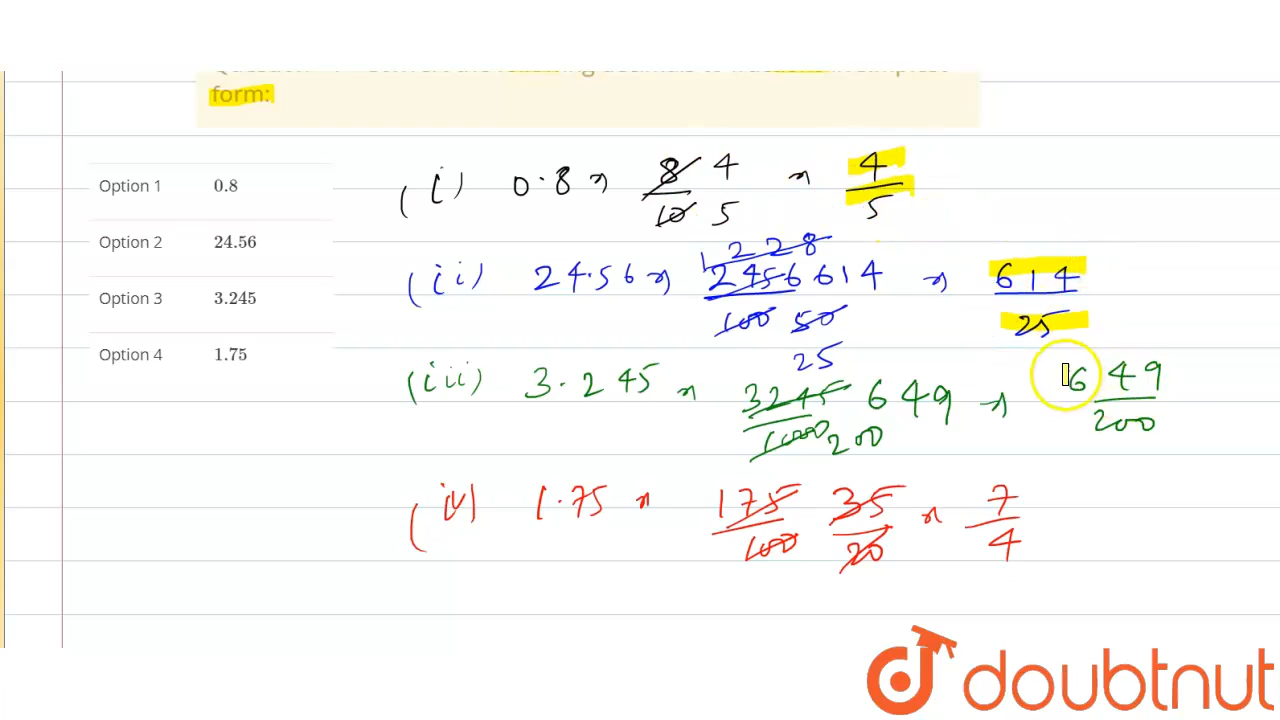 form:
Option 1 0.8
Option 2 24.56
Option 3 3.245
Option 4 1.75
(i) 0.8 8/10 4/5 4/5
(ii) 24.56 1228 2456/100 614/50 25 614/25
(iii) 3.245 3245/1000 649/200 649/200
(iv) 1.75 175/100 35/20 7/4
doubtnut